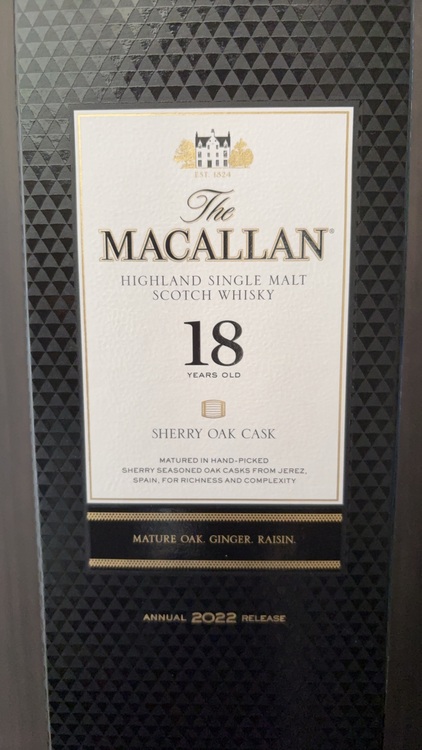 EST. 1824
The
MACALLAN®
HIGHLAND SINGLE MALT
SCOTCH WHISKY
18
YEARS OLD
SHERRY OAK CASK
MATURED IN HAND-PICKED
SHERRY SEASONED OAK CASKS FROM JEREZ,
SPAIN, FOR RICHNESS AND COMPLEXITY
MATURE OAK. GINGER. RAISIN.
ANNUAL 2022 RELEASE